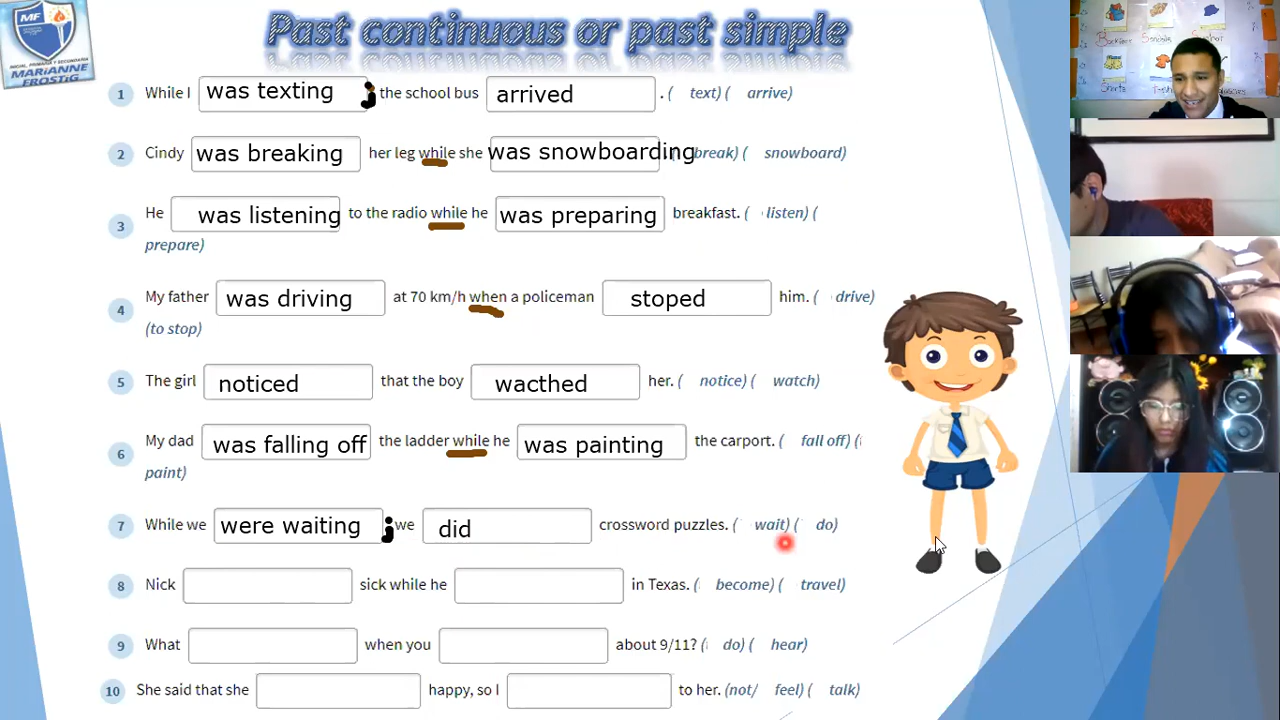 MF
INICIAL, PRIMARIA Y SECUNDARIA
MARIANNE
FROSTIG
Past continuous or past simple
1 While I was texting ; the school bus arrived . ( text) ( arrive)
2 Cindy was breaking her leg while she was snowboarding . ( break) ( snowboard)
3 He was listening to the radio while he was preparing breakfast. ( listen) (
prepare)
4 My father was driving at 70 km/h when a policeman stoped him. ( drive)
(to stop)
5 The girl noticed that the boy wacthed her. ( notice) ( watch)
6 My dad was falling off the ladder while he was painting the carport. ( fall off) (
paint)
7 While we were waiting ; we did crossword puzzles. ( wait) ( do)
8 Nick sick while he in Texas. ( become) ( travel)
9 What when you about 9/11? ( do) ( hear)
10 She said that she happy, so I to her. (not/ feel) ( talk)